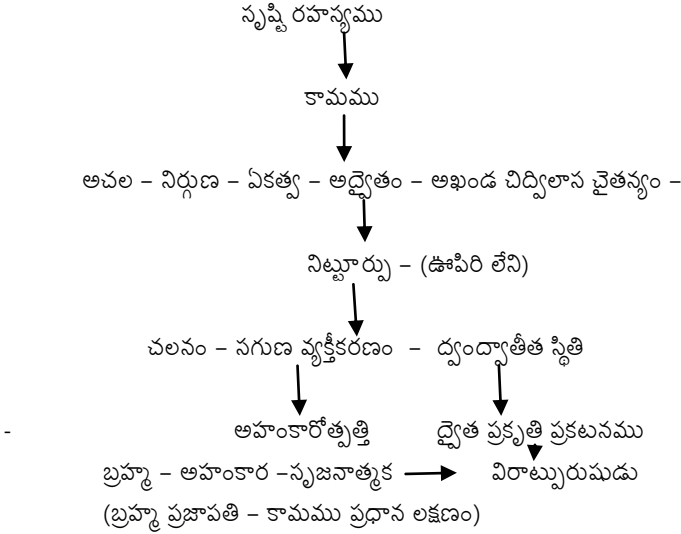 సృష్టి రహస్యము
కామము
అచల – నిర్గుణ – ఏకత్వ – అద్వైతం – అఖండ చిద్విలాస చైతన్యం –
నిట్టూర్పు – (ఊపిరి లేని)
చలనం – సగుణ వ్యక్తీకరణం – ద్వంద్వాతీత స్థితి
- అహంకారోత్పత్తి ద్వైత ప్రకృతి ప్రకటనము
బ్రహ్మ – అహంకార –సృజనాత్మక విరాట్పురుషుడు
(బ్రహ్మ ప్రజాపతి – కామము ప్రధాన లక్షణం)